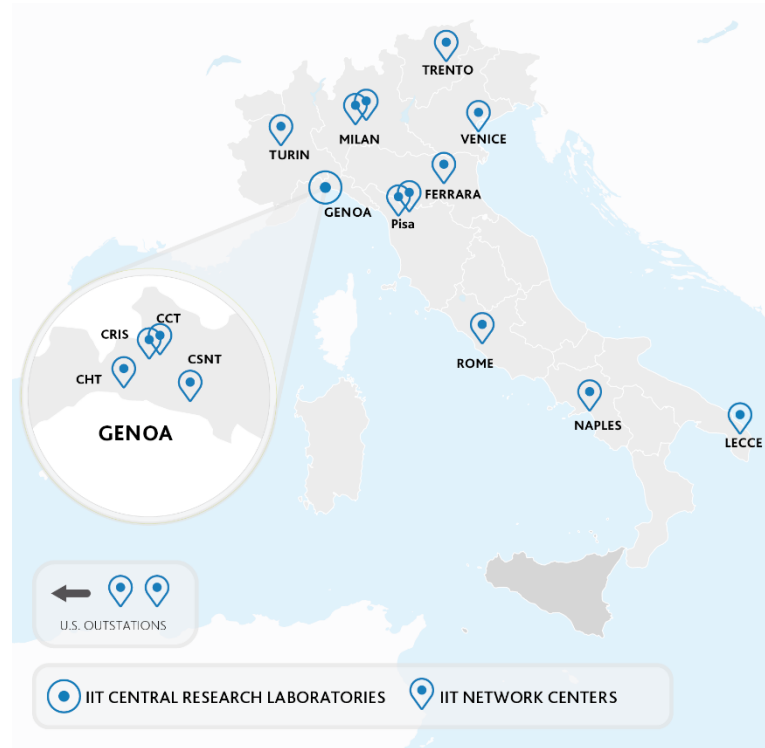 TRENTO
MILAN
VENICE
TURIN
FERRARA
GENOA
Pisa
CCT
CRIS
CSNT
CHT
GENOA
ROME
NAPLES
LECCE
U.S. OUTSTATIONS
IIT CENTRAL RESEARCH LABORATORIES
IIT NETWORK CENTERS